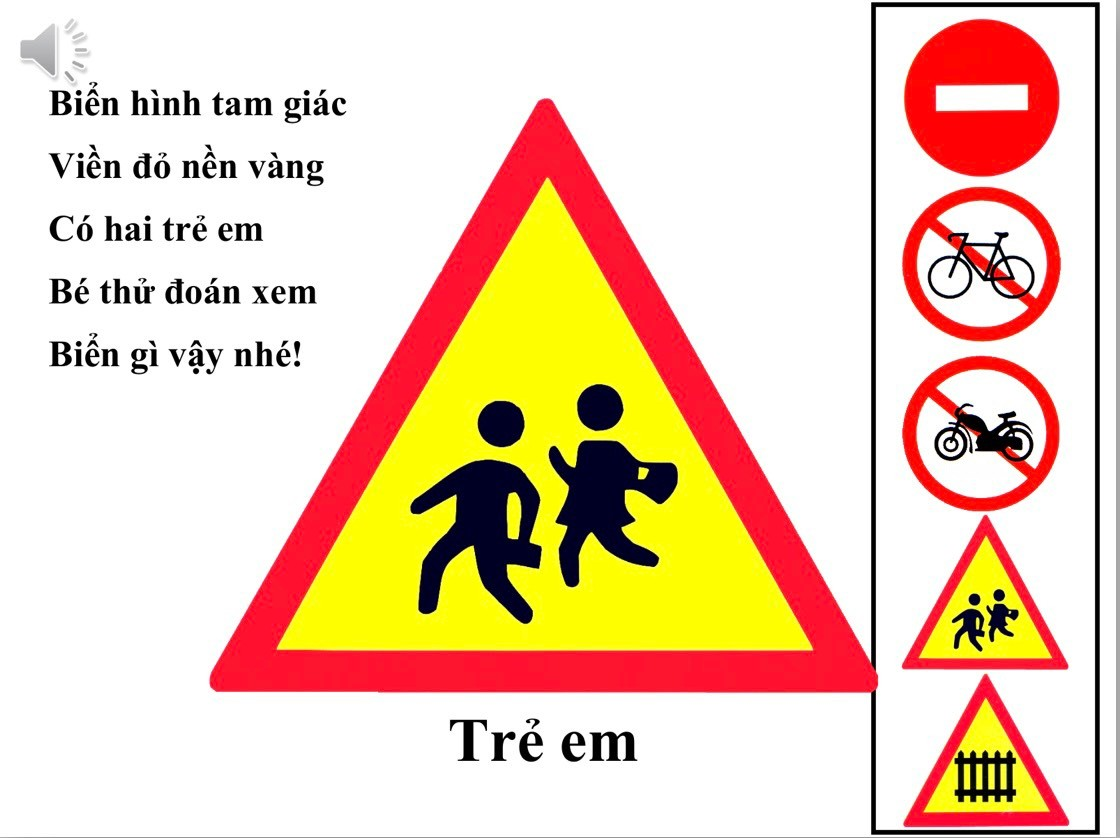 Biển hình tam giác
Viền đỏ nền vàng
Có hai trẻ em
Bé thử đoán xem
Biển gì vậy nhé!
Trẻ em